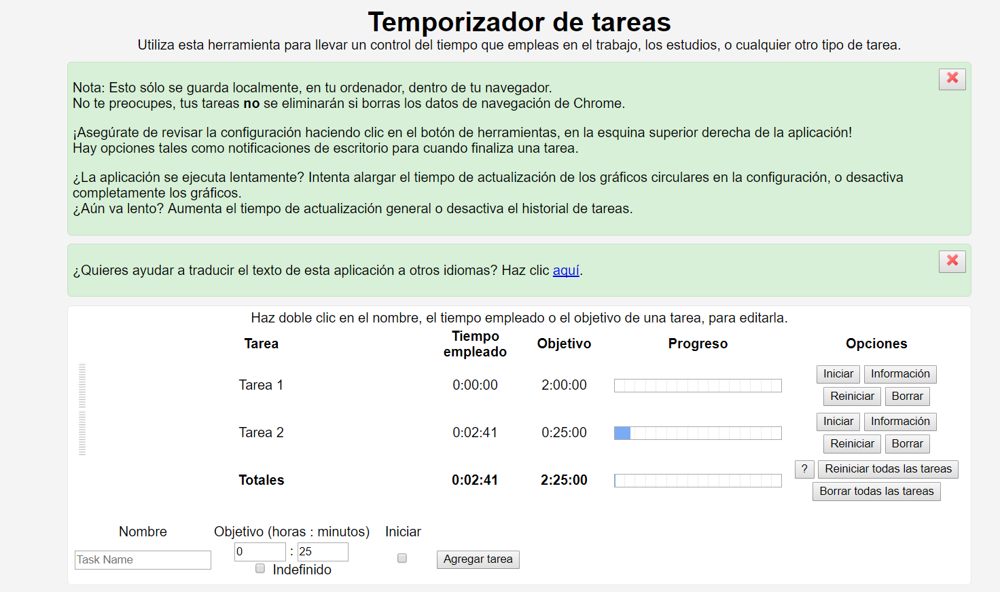 Temporizador de tareas
Utiliza esta herramienta para llevar un control del tiempo que empleas en el trabajo, los estudios, o cualquier otro tipo de tarea.
Nota: Esto sólo se guarda localmente, en tu ordenador, dentro de tu navegador.
No te preocupes, tus tareas no se eliminarán si borras los datos de navegación de Chrome.
¡Asegúrate de revisar la configuración haciendo clic en el botón de herramientas, en la esquina superior derecha de la aplicación!
Hay opciones tales como notificaciones de escritorio para cuando finaliza una tarea.
¿La aplicación se ejecuta lentamente? Intenta alargar el tiempo de actualización de los gráficos circulares en la configuración, o desactiva
completamente los gráficos.
¿Aún va lento? Aumenta el tiempo de actualización general o desactiva el historial de tareas.
¿Quieres ayudar a traducir el texto de esta aplicación a otros idiomas? Haz clic aquí.
Haz doble clic en el nombre, el tiempo empleado o el objetivo de una tarea, para editarla.
Tarea Tiempo empleado Objetivo Progreso Opciones
Tarea 1 0:00:00 2:00:00 Iniciar Información
Reiniciar Borrar
Tarea 2 0:02:41 0:25:00 Iniciar Información
Reiniciar Borrar
Totales 0:02:41 2:25:00 ? Reiniciar todas las tareas
Borrar todas las tareas
Nombre Objetivo (horas : minutos) Iniciar
Task Name 0 : 25 Agregar tarea
Indefinido